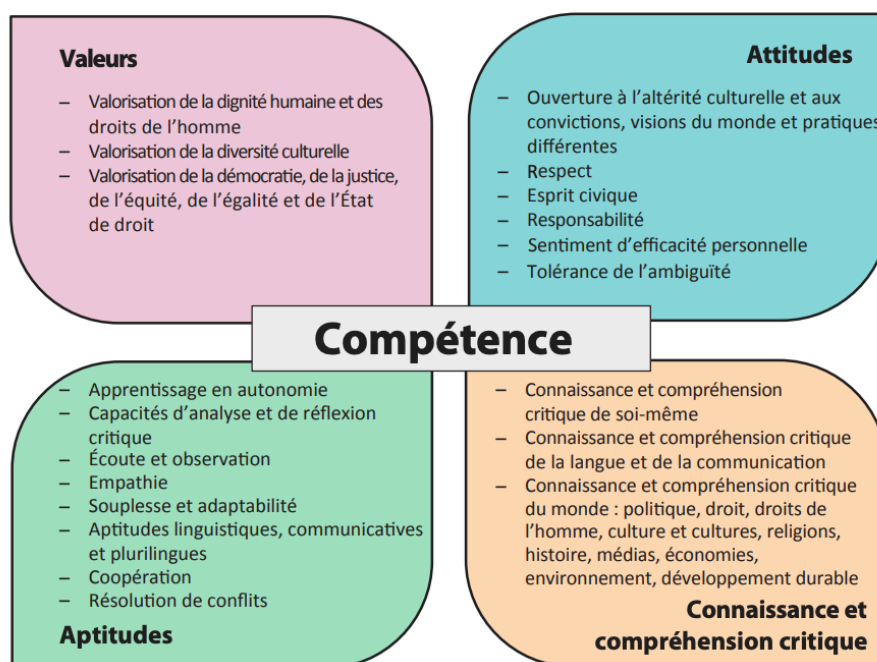 Valeurs
– Valorisation de la dignité humaine et des
droits de l’homme
– Valorisation de la diversité culturelle
– Valorisation de la démocratie, de la justice,
de l’équité, de l’égalité et de l’État
de droit
Attitudes
– Ouverture à l’altérité culturelle et aux
convictions, visions du monde et pratiques
différentes
– Respect
– Esprit civique
– Responsabilité
– Sentiment d’efficacité personnelle
– Tolérance de l’ambiguïté
Compétence
– Apprentissage en autonomie
– Capacités d’analyse et de réflexion
critique
– Écoute et observation
– Empathie
– Souplesse et adaptabilité
– Aptitudes linguistiques, communicatives
et plurilingues
– Coopération
– Résolution de conflits
Aptitudes
– Connaissance et compréhension
critique de soi-même
– Connaissance et compréhension critique
de la langue et de la communication
– Connaissance et compréhension critique
du monde : politique, droit, droits de
l’homme, culture et cultures, religions,
histoire, médias, économies,
environnement, développement durable
Connaissance et
compréhension critique